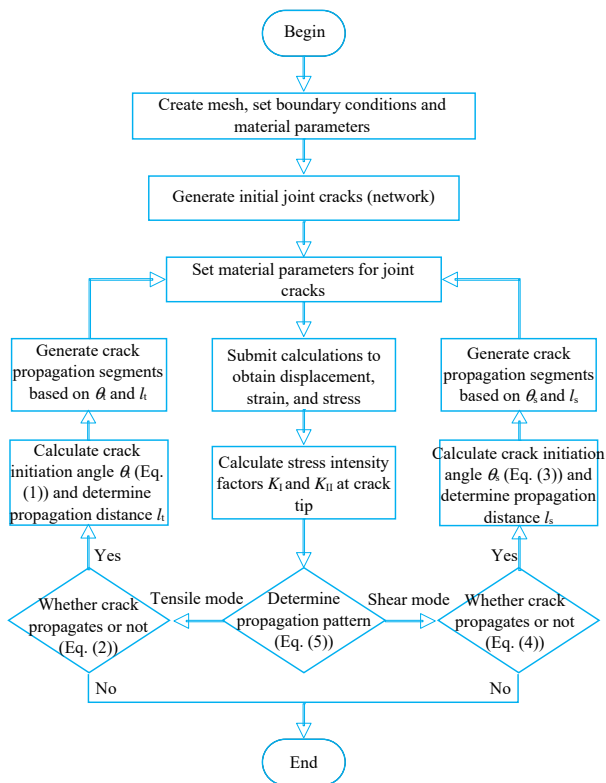 Begin
Create mesh, set boundary conditions and
material parameters
Generate initial joint cracks (network)
Set material parameters for joint
cracks
Generate crack
propagation segments
based on θt and lt
Submit calculations to
obtain displacement,
strain, and stress
Generate crack
propagation segments
based on θs and ls
Calculate crack
initiation angle θt (Eq.
(1)) and determine
propagation distance lt
Calculate stress intensity
factors KI and KII at crack
tip
Calculate crack initiation
angle θs (Eq. (3)) and
determine propagation
distance ls
Yes
Yes
Whether crack
propagates or not
(Eq. (2))
Tensile mode
Determine
propagation pattern
(Eq. (5))
Shear mode
Whether crack
propagates or not
(Eq. (4))
No
No
End